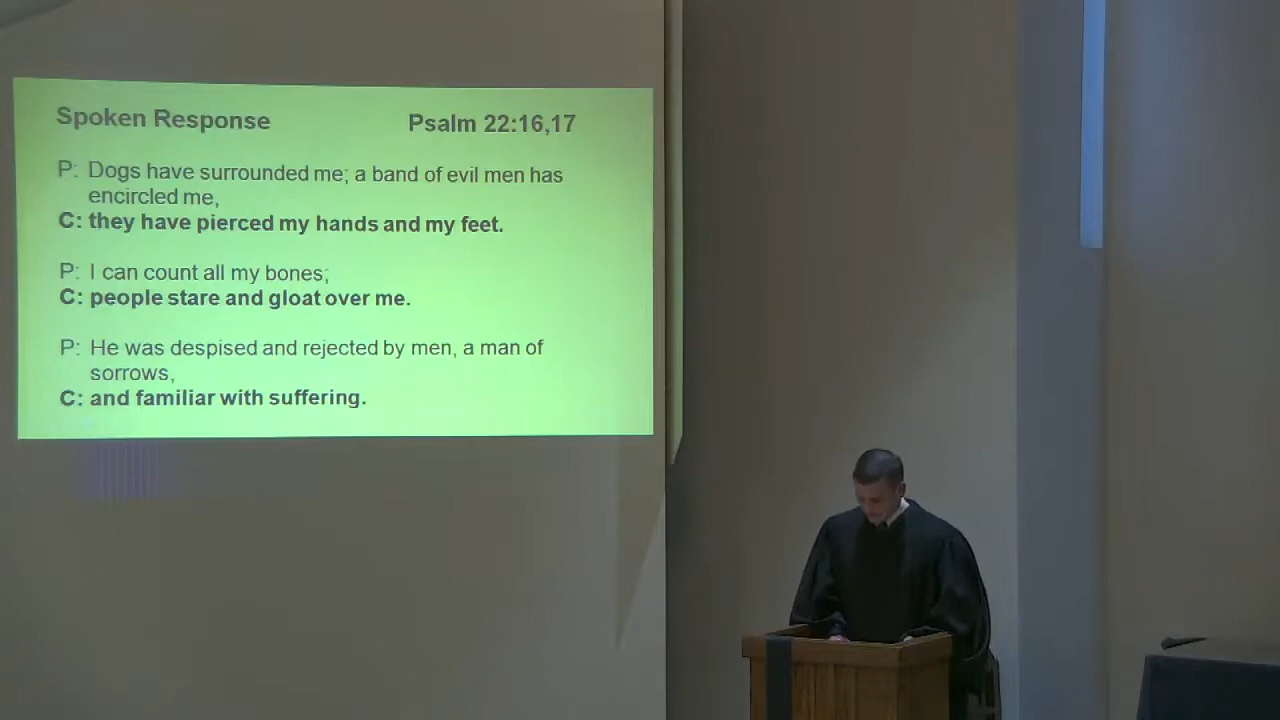 Spoken Response Psalm 22:16,17
P: Dogs have surrounded me; a band of evil men has
encircled me,
C: they have pierced my hands and my feet.
P: I can count all my bones;
C: people stare and gloat over me.
P: He was despised and rejected by men, a man of
sorrows,
C: and familiar with suffering.